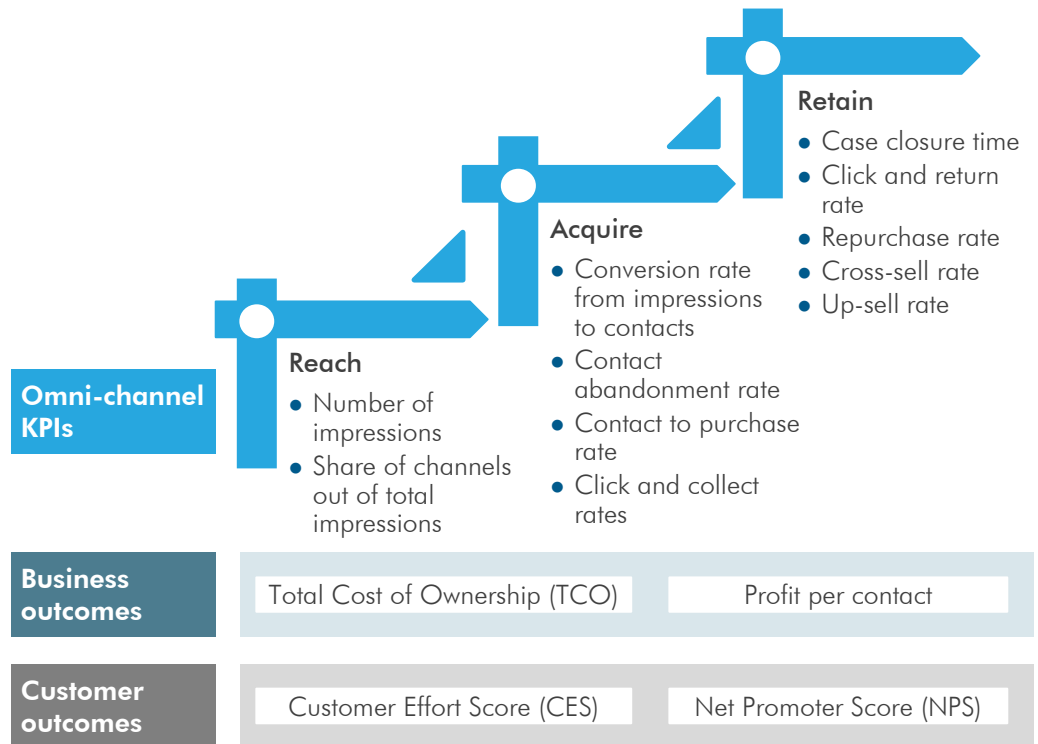 Retain
• Case closure time
• Click and return
rate
• Repurchase rate
• Cross-sell rate
• Up-sell rate
Acquire
• Conversion rate
from impressions
to contacts
• Contact
abandonment rate
• Contact to purchase
rate
• Click and collect
rates
Reach
• Number of
impressions
• Share of channels
out of total
impressions
Omni-channel
KPIs
Business
outcomes
Total Cost of Ownership (TCO)
Profit per contact
Customer
outcomes
Customer Effort Score (CES)
Net Promoter Score (NPS)